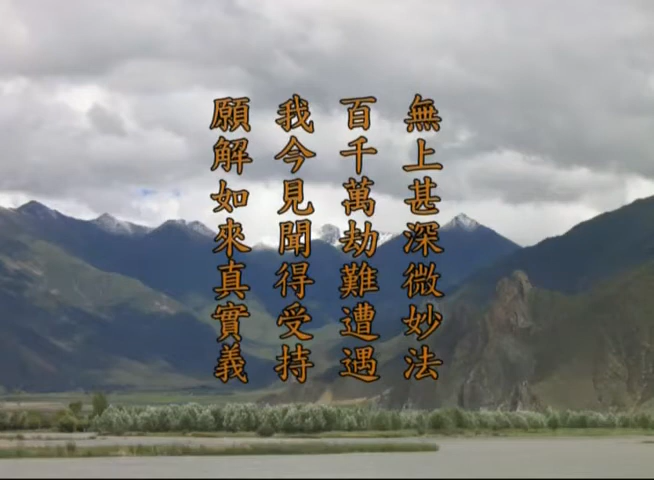 無上甚深微妙法
百千萬劫難遭遇
我今見聞得受持
願解如來真實義